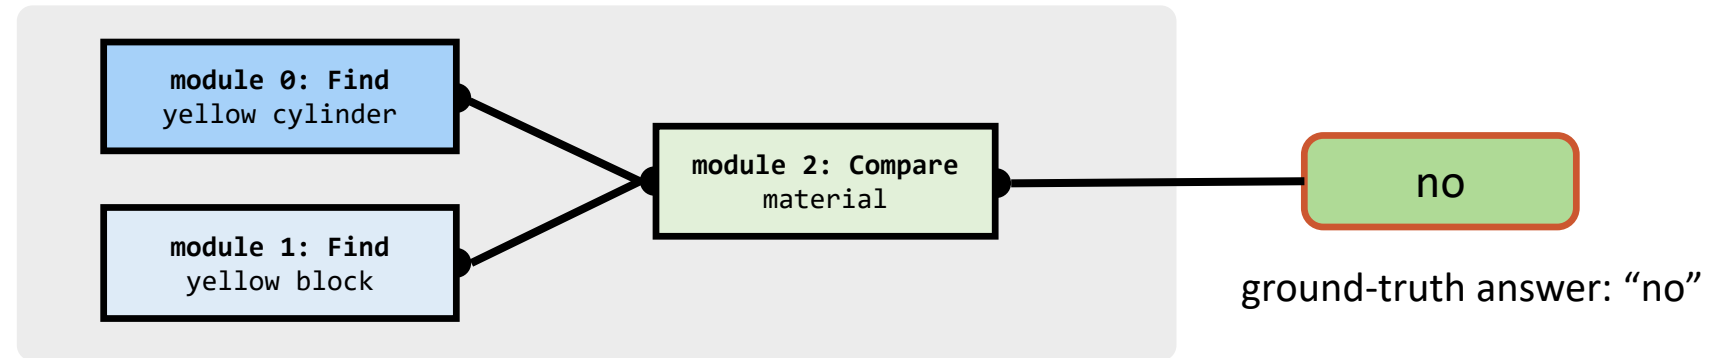 module 0: Find
yellow cylinder
module 1: Find
yellow block
module 2: Compare
material
no
ground-truth answer: “no”